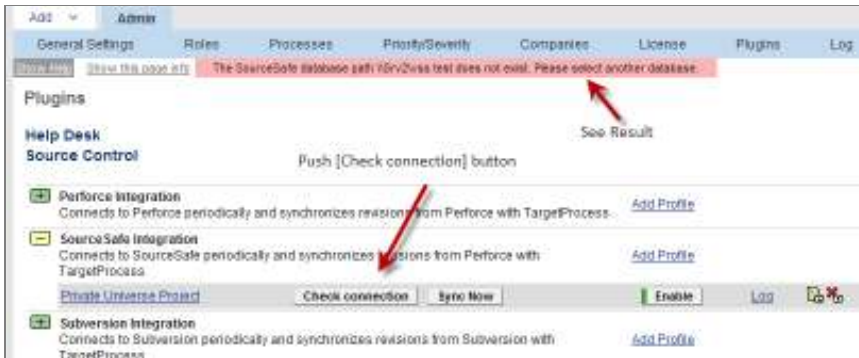 Add
Admin
General Settings Roles Processes Priority/Severity Companies License Plugins Log
Show this page info The SourceSafe database path \\Srv2\vss test does not exist. Please select another database.
Plugins
See Result
Help Desk
Source Control
Push [Check connection] button
Perforce Integration
Connects to Perforce periodically and synchronizes revisions from Perforce with TargetProcess
Add Profile
SourceSafe Integration
Connects to SourceSafe periodically and synchronizes revisions from Perforce with
TargetProcess
Add Profile
Private Universe Project Check connection Sync Now Enable Log
Subversion Integration
Connects to Subversion periodically and synchronizes revisions from Subversion with
TargetProcess
Add Profile